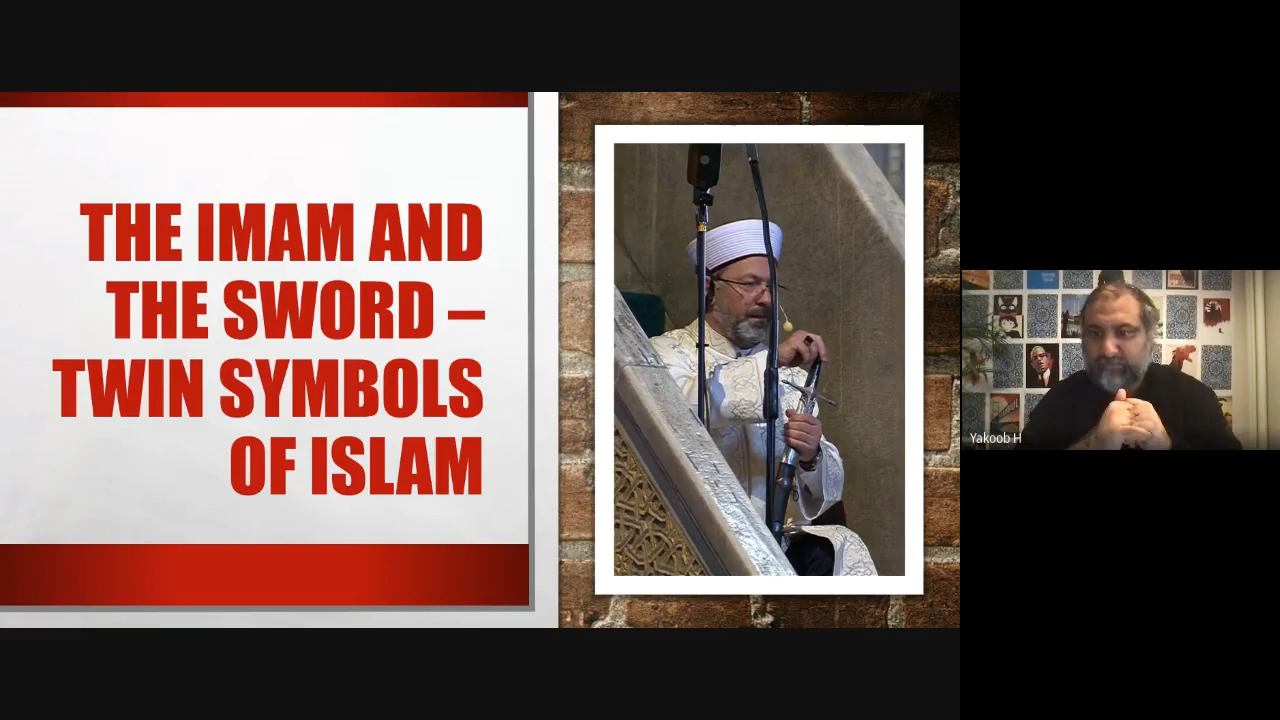 THE IMAM AND
THE SWORD –
TWIN SYMBOLS
OF ISLAM
Yakoob H